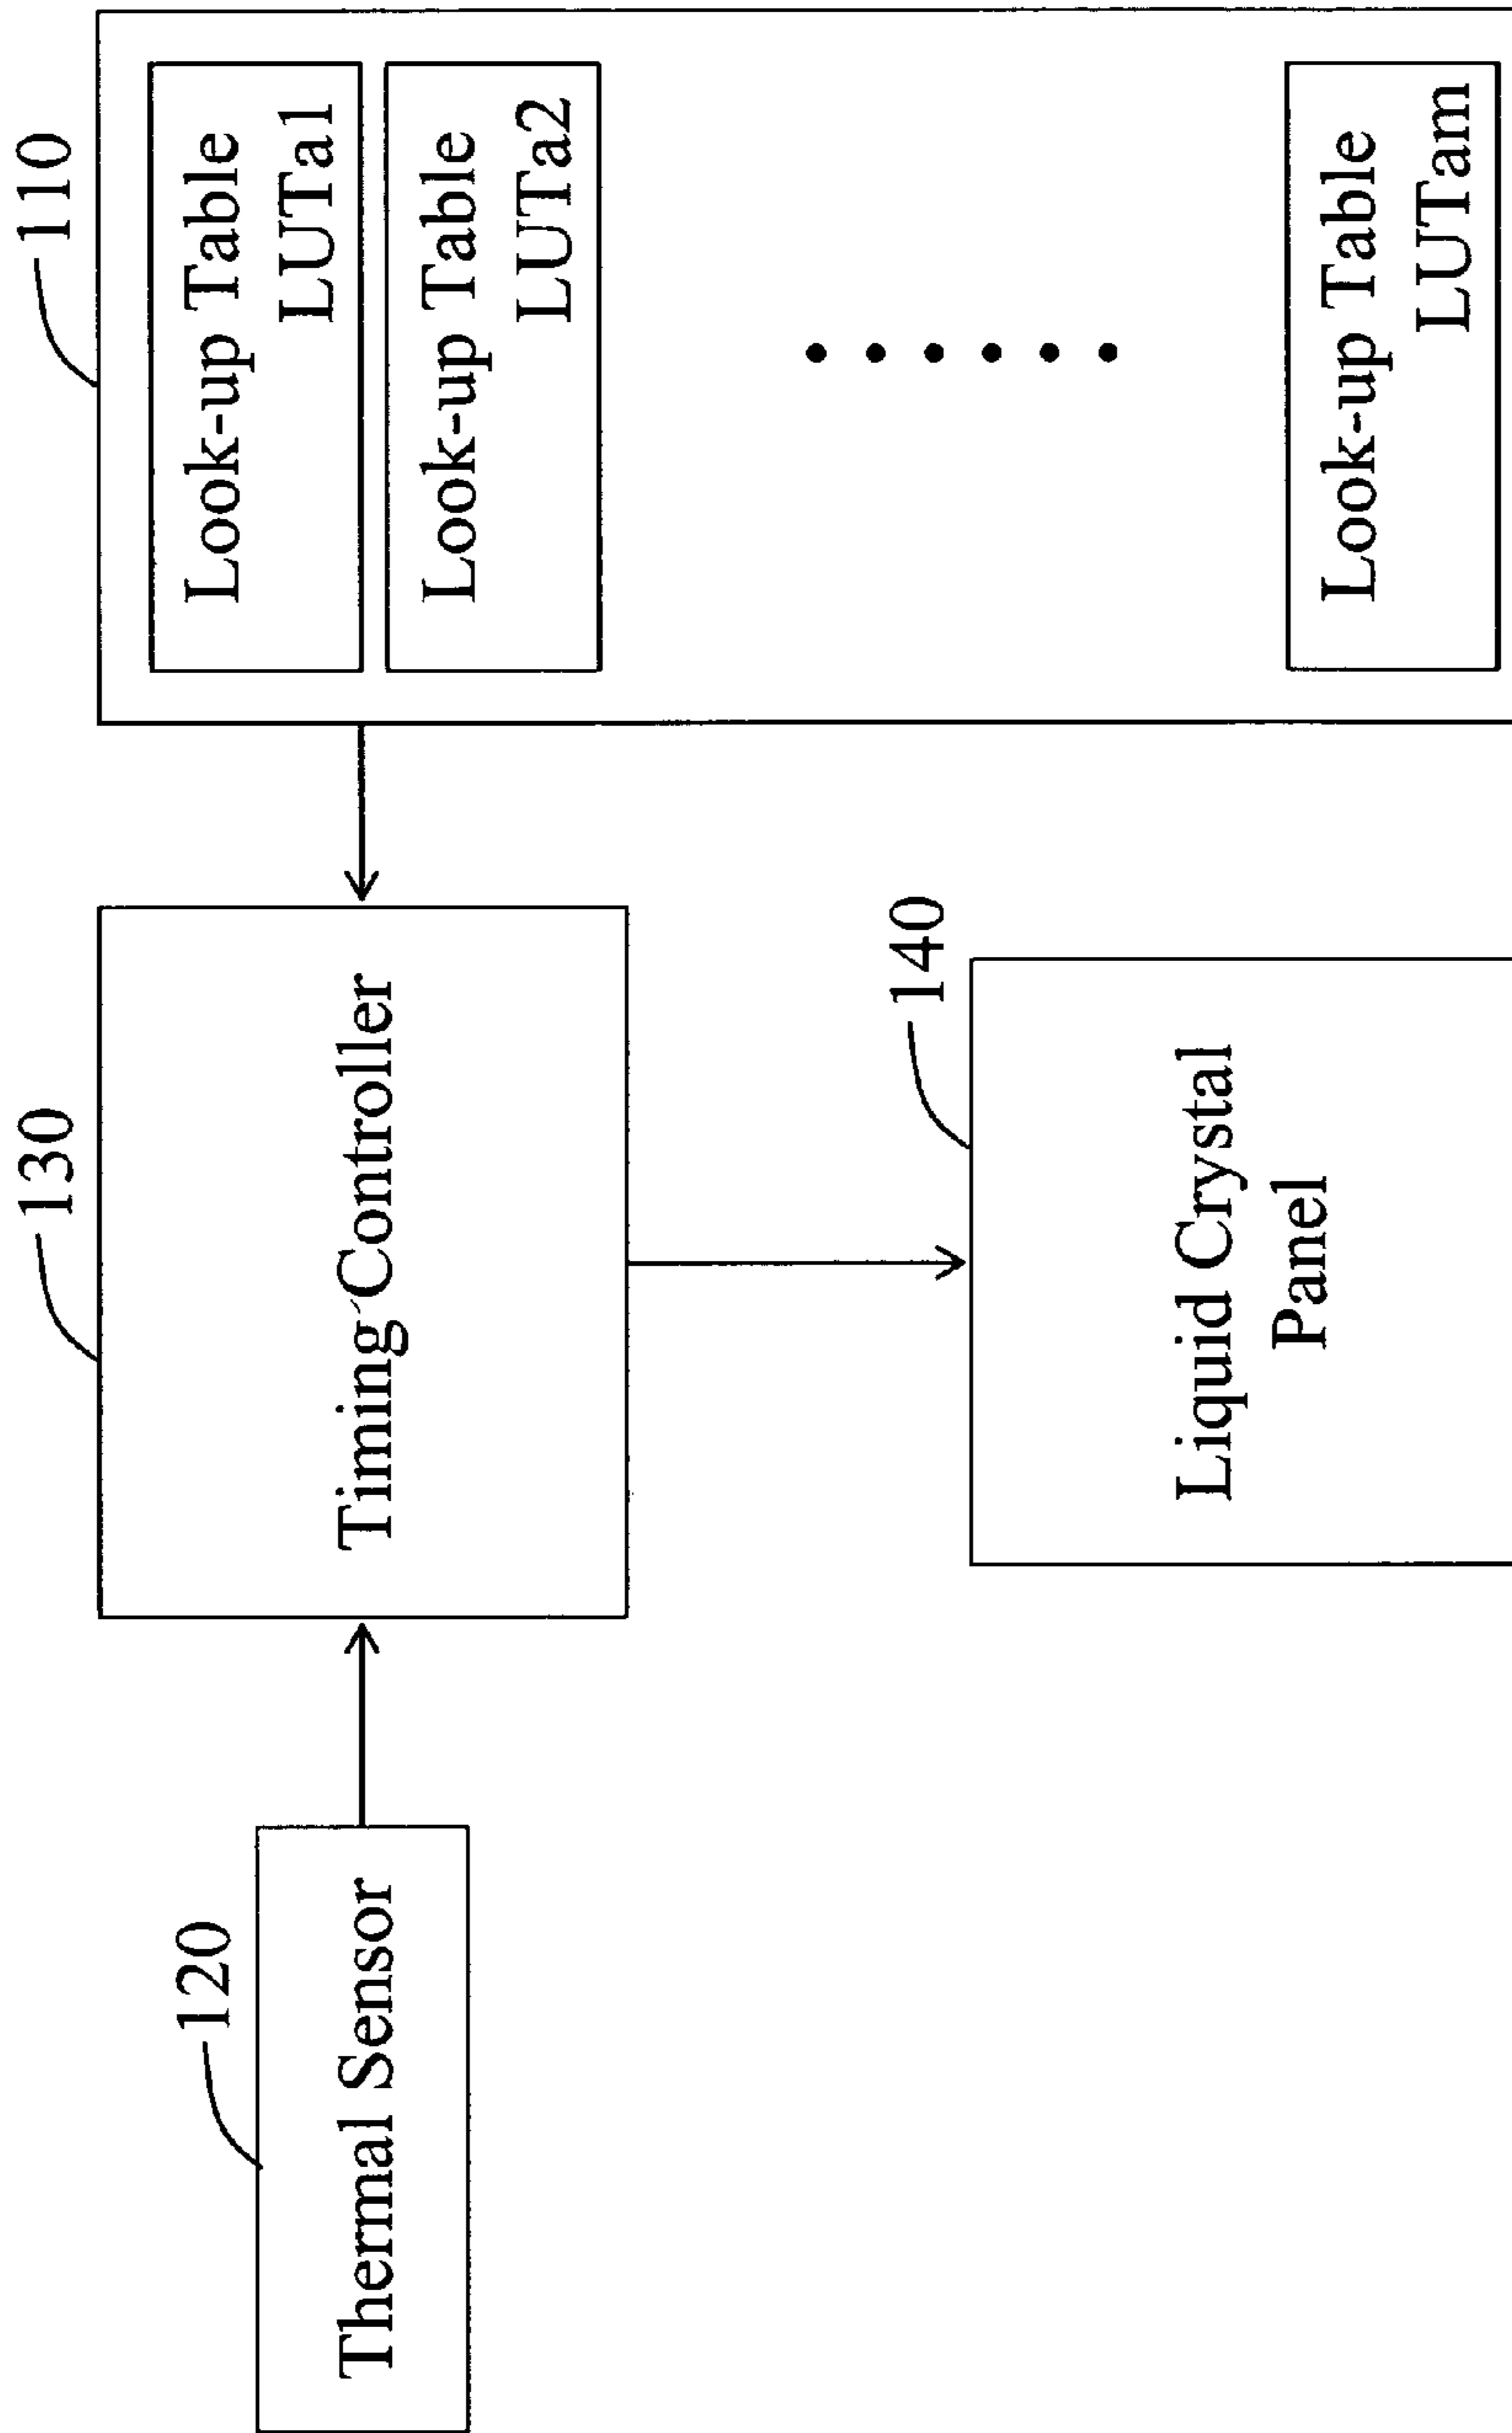 120
Thermal Sensor
130
Timing Controller
140
Liquid Crystal
Panel
110
Look-up Table
LUTa1
Look-up Table
LUTa2
Look-up Table
LUTam